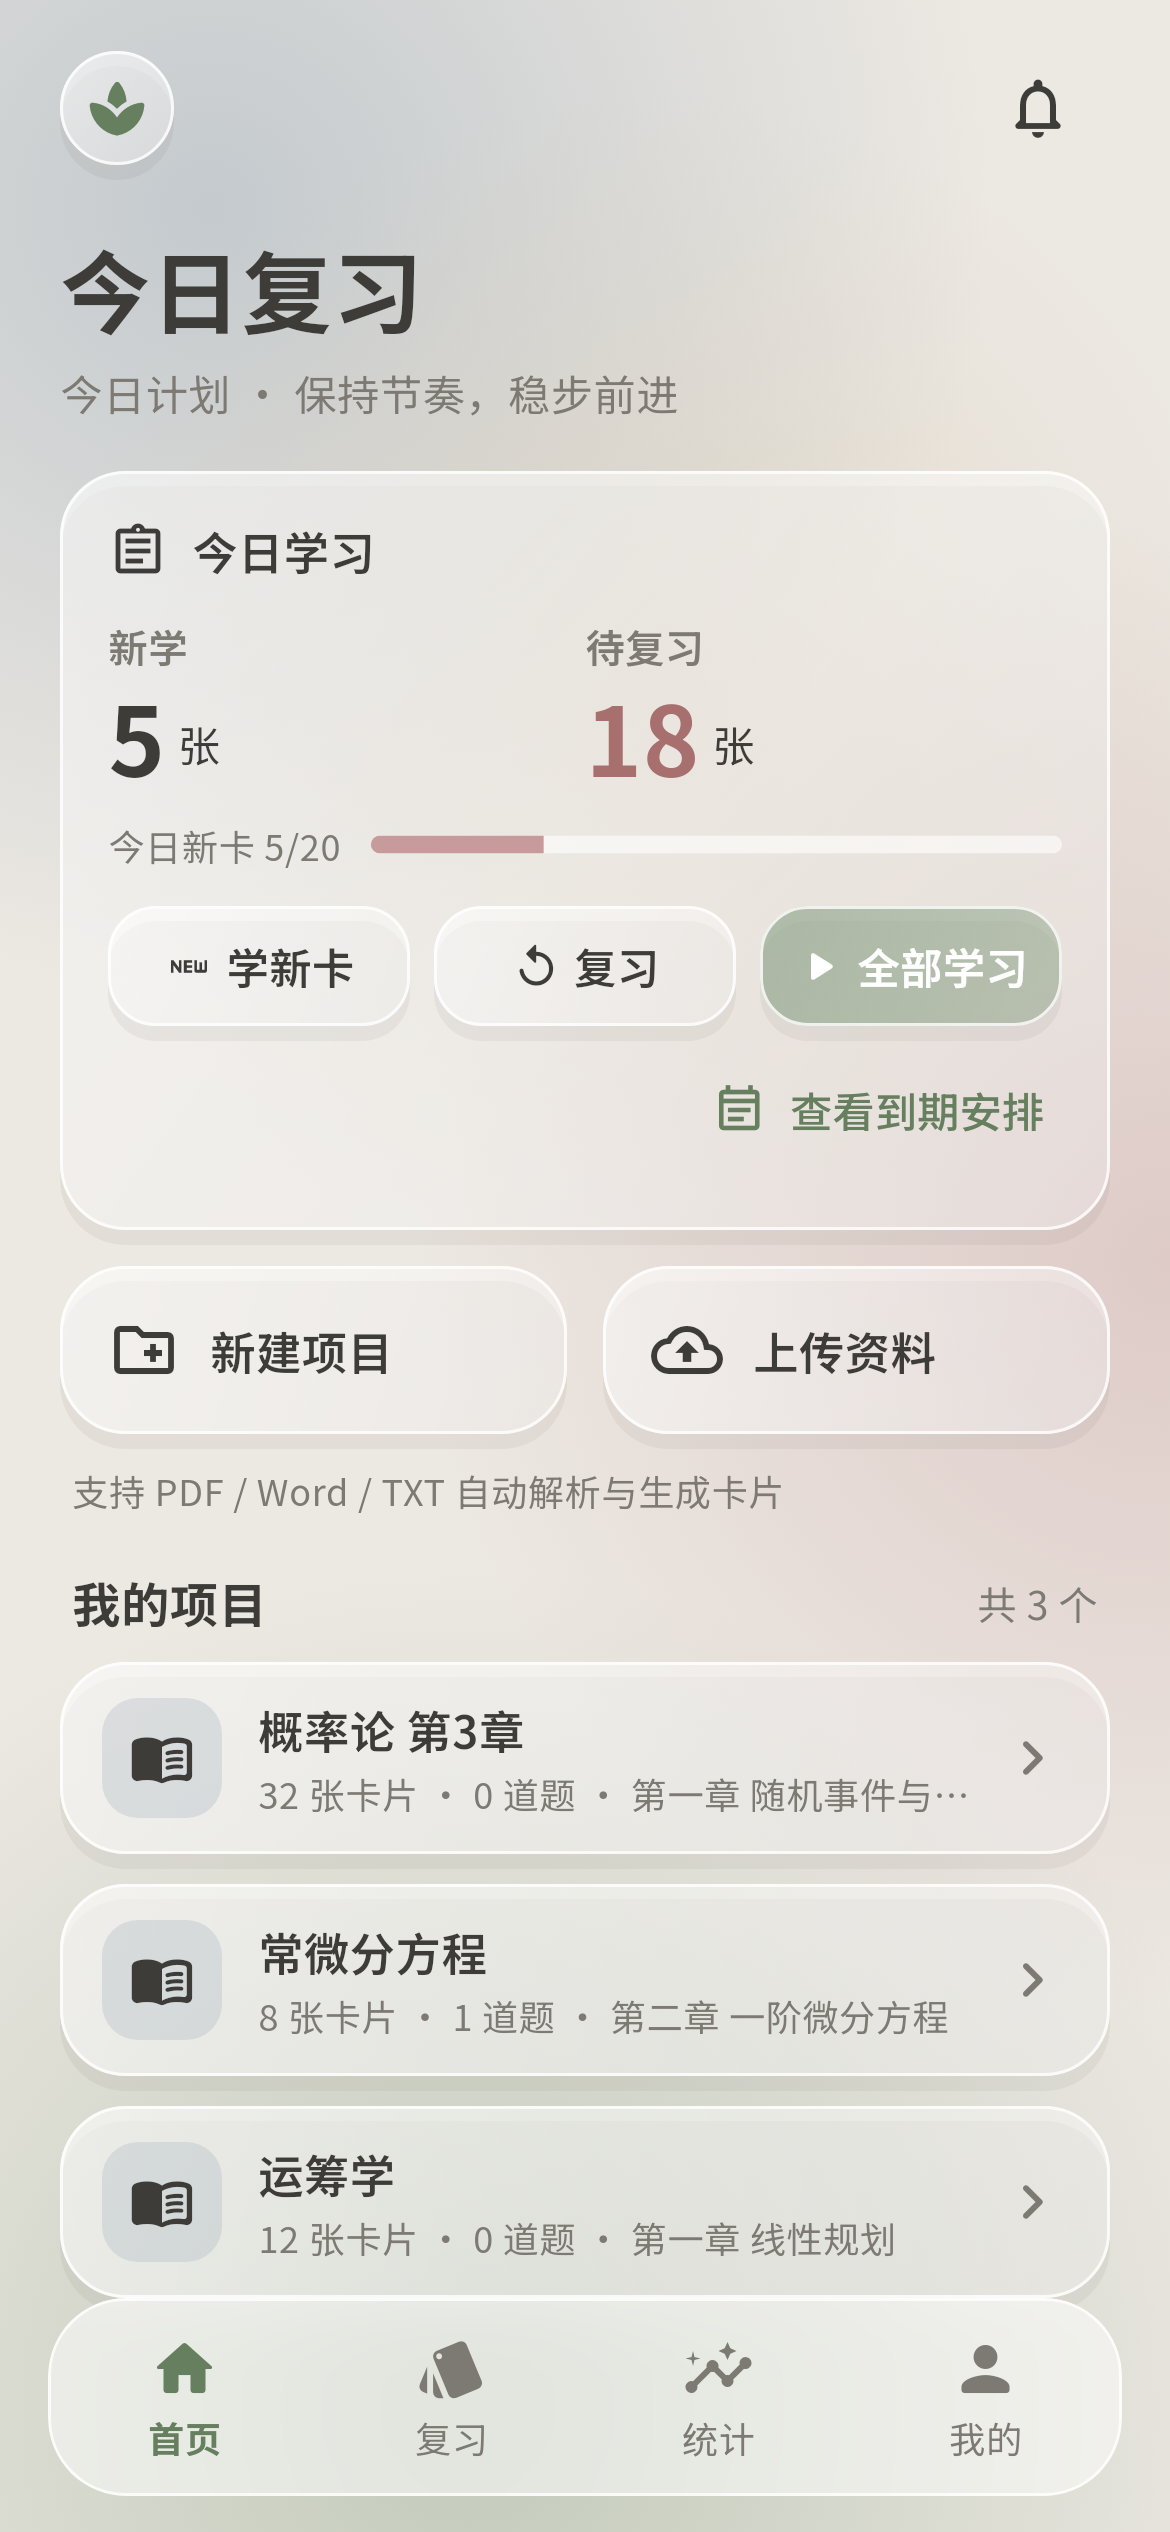 今日复习
今日计划 · 保持节奏，稳步前进
今日学习
新学
待复习
5 张
18 张
今日新卡 5/20
NEW 学新卡
复习
全部学习
查看到期安排
新建项目
上传资料
支持 PDF / Word / TXT 自动解析与生成卡片
我的项目
共 3 个
概率论 第3章
32 张卡片 · 0 道题 · 第一章 随机事件与…
常微分方程
8 张卡片 · 1 道题 · 第二章 一阶微分方程
运筹学
12 张卡片 · 0 道题 · 第一章 线性规划
首页
复习
统计
我的